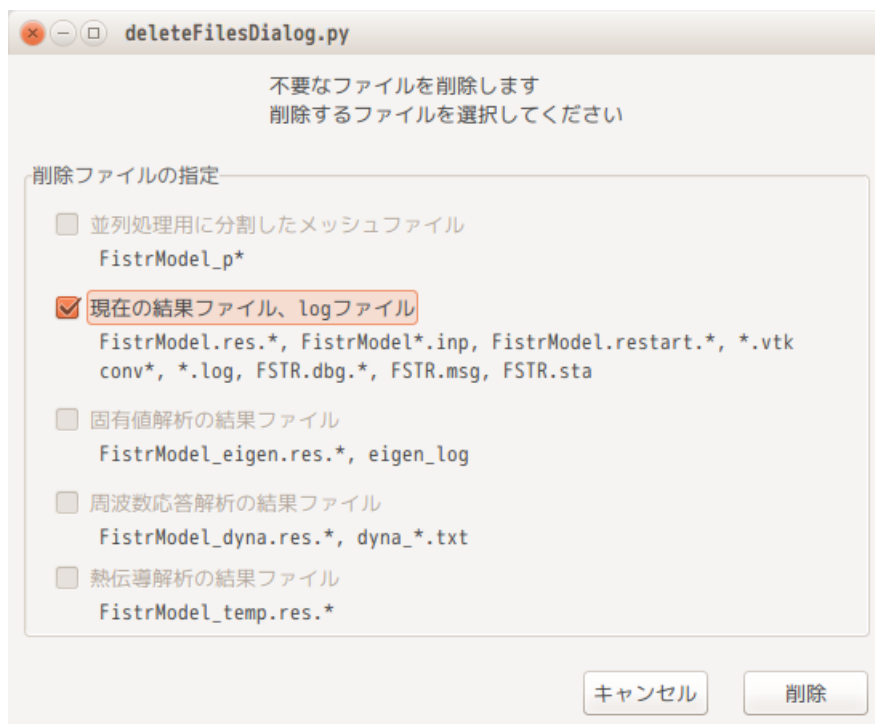 deleteFilesDialog.py
不要なファイルを削除します
削除するファイルを選択してください
削除ファイルの指定
並列処理用に分割したメッシュファイル
FistrModel_p*
現在の結果ファイル、logファイル
FistrModel.res.*, FistrModel*.inp, FistrModel.restart.*, *.vtk
conv*, *.log, FSTR.dbg.*, FSTR.msg, FSTR.sta
固有値解析の結果ファイル
FistrModel_eigen.res.*, eigen_log
周波数応答解析の結果ファイル
FistrModel_dyna.res.*, dyna_*.txt
熱伝導解析の結果ファイル
FistrModel_temp.res.*
キャンセル
削除